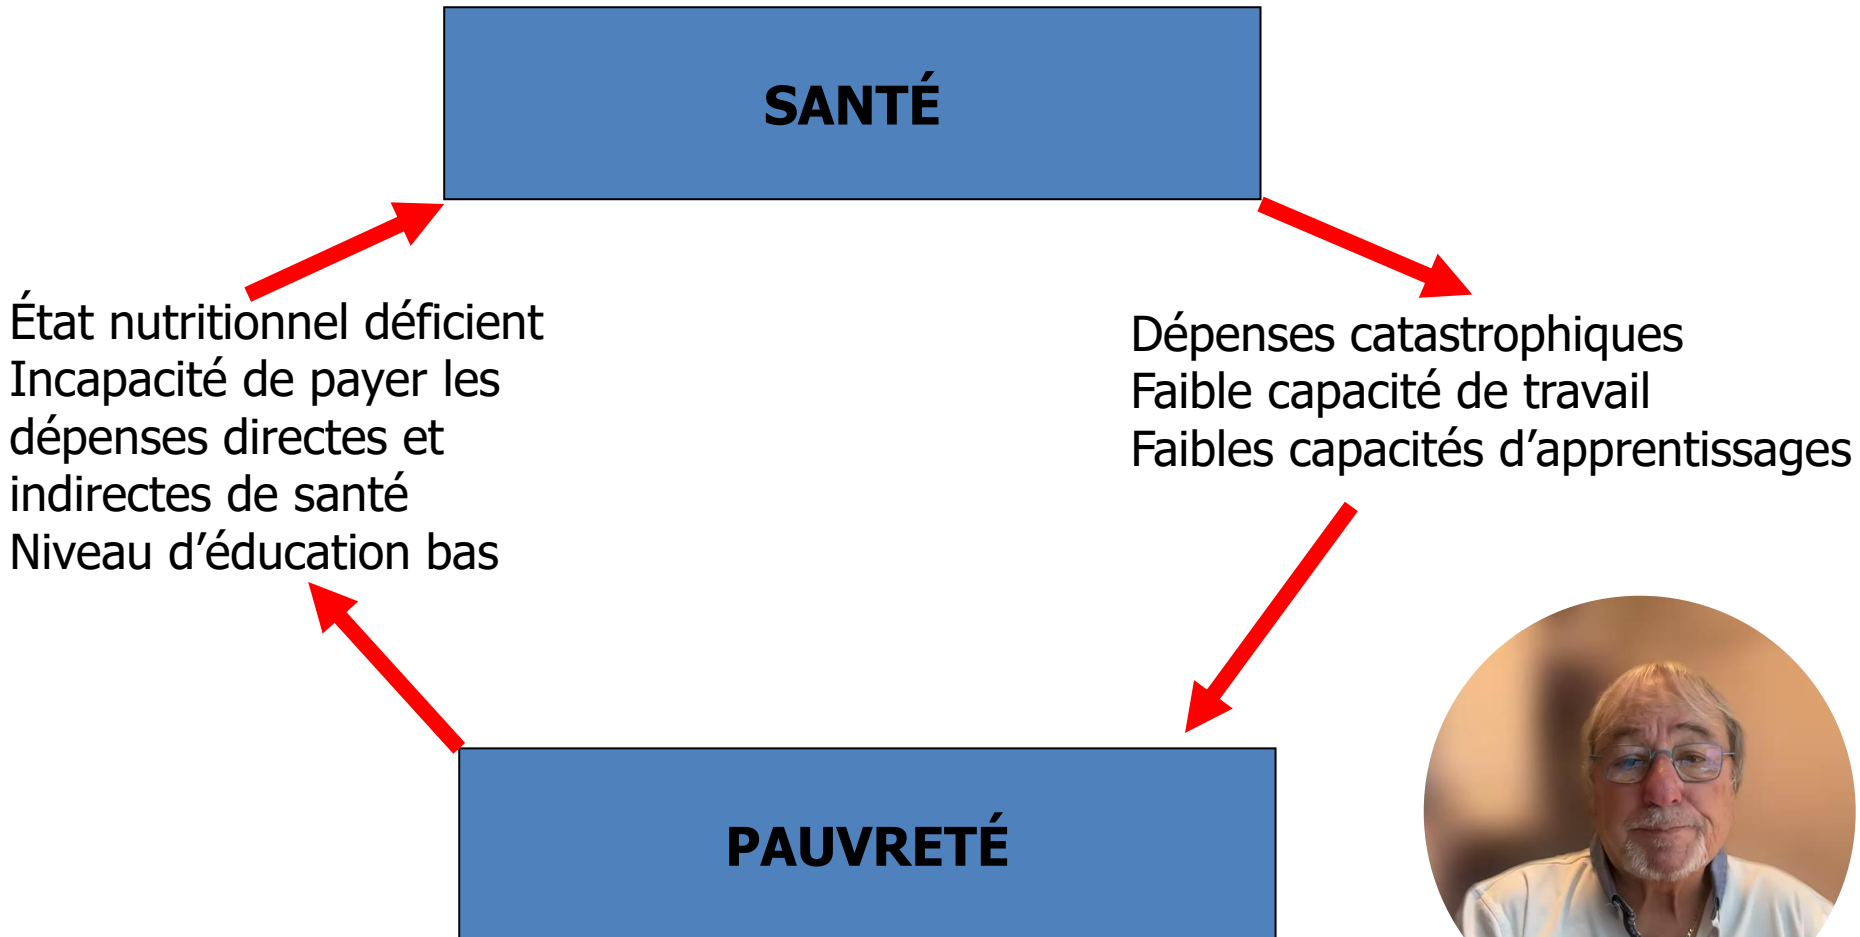 SANTÉ
État nutritionnel déficient
Incapacité de payer les
dépenses directes et
indirectes de santé
Niveau d’éducation bas
Dépenses catastrophiques
Faible capacité de travail
Faibles capacités d’apprentissages
PAUVRETÉ